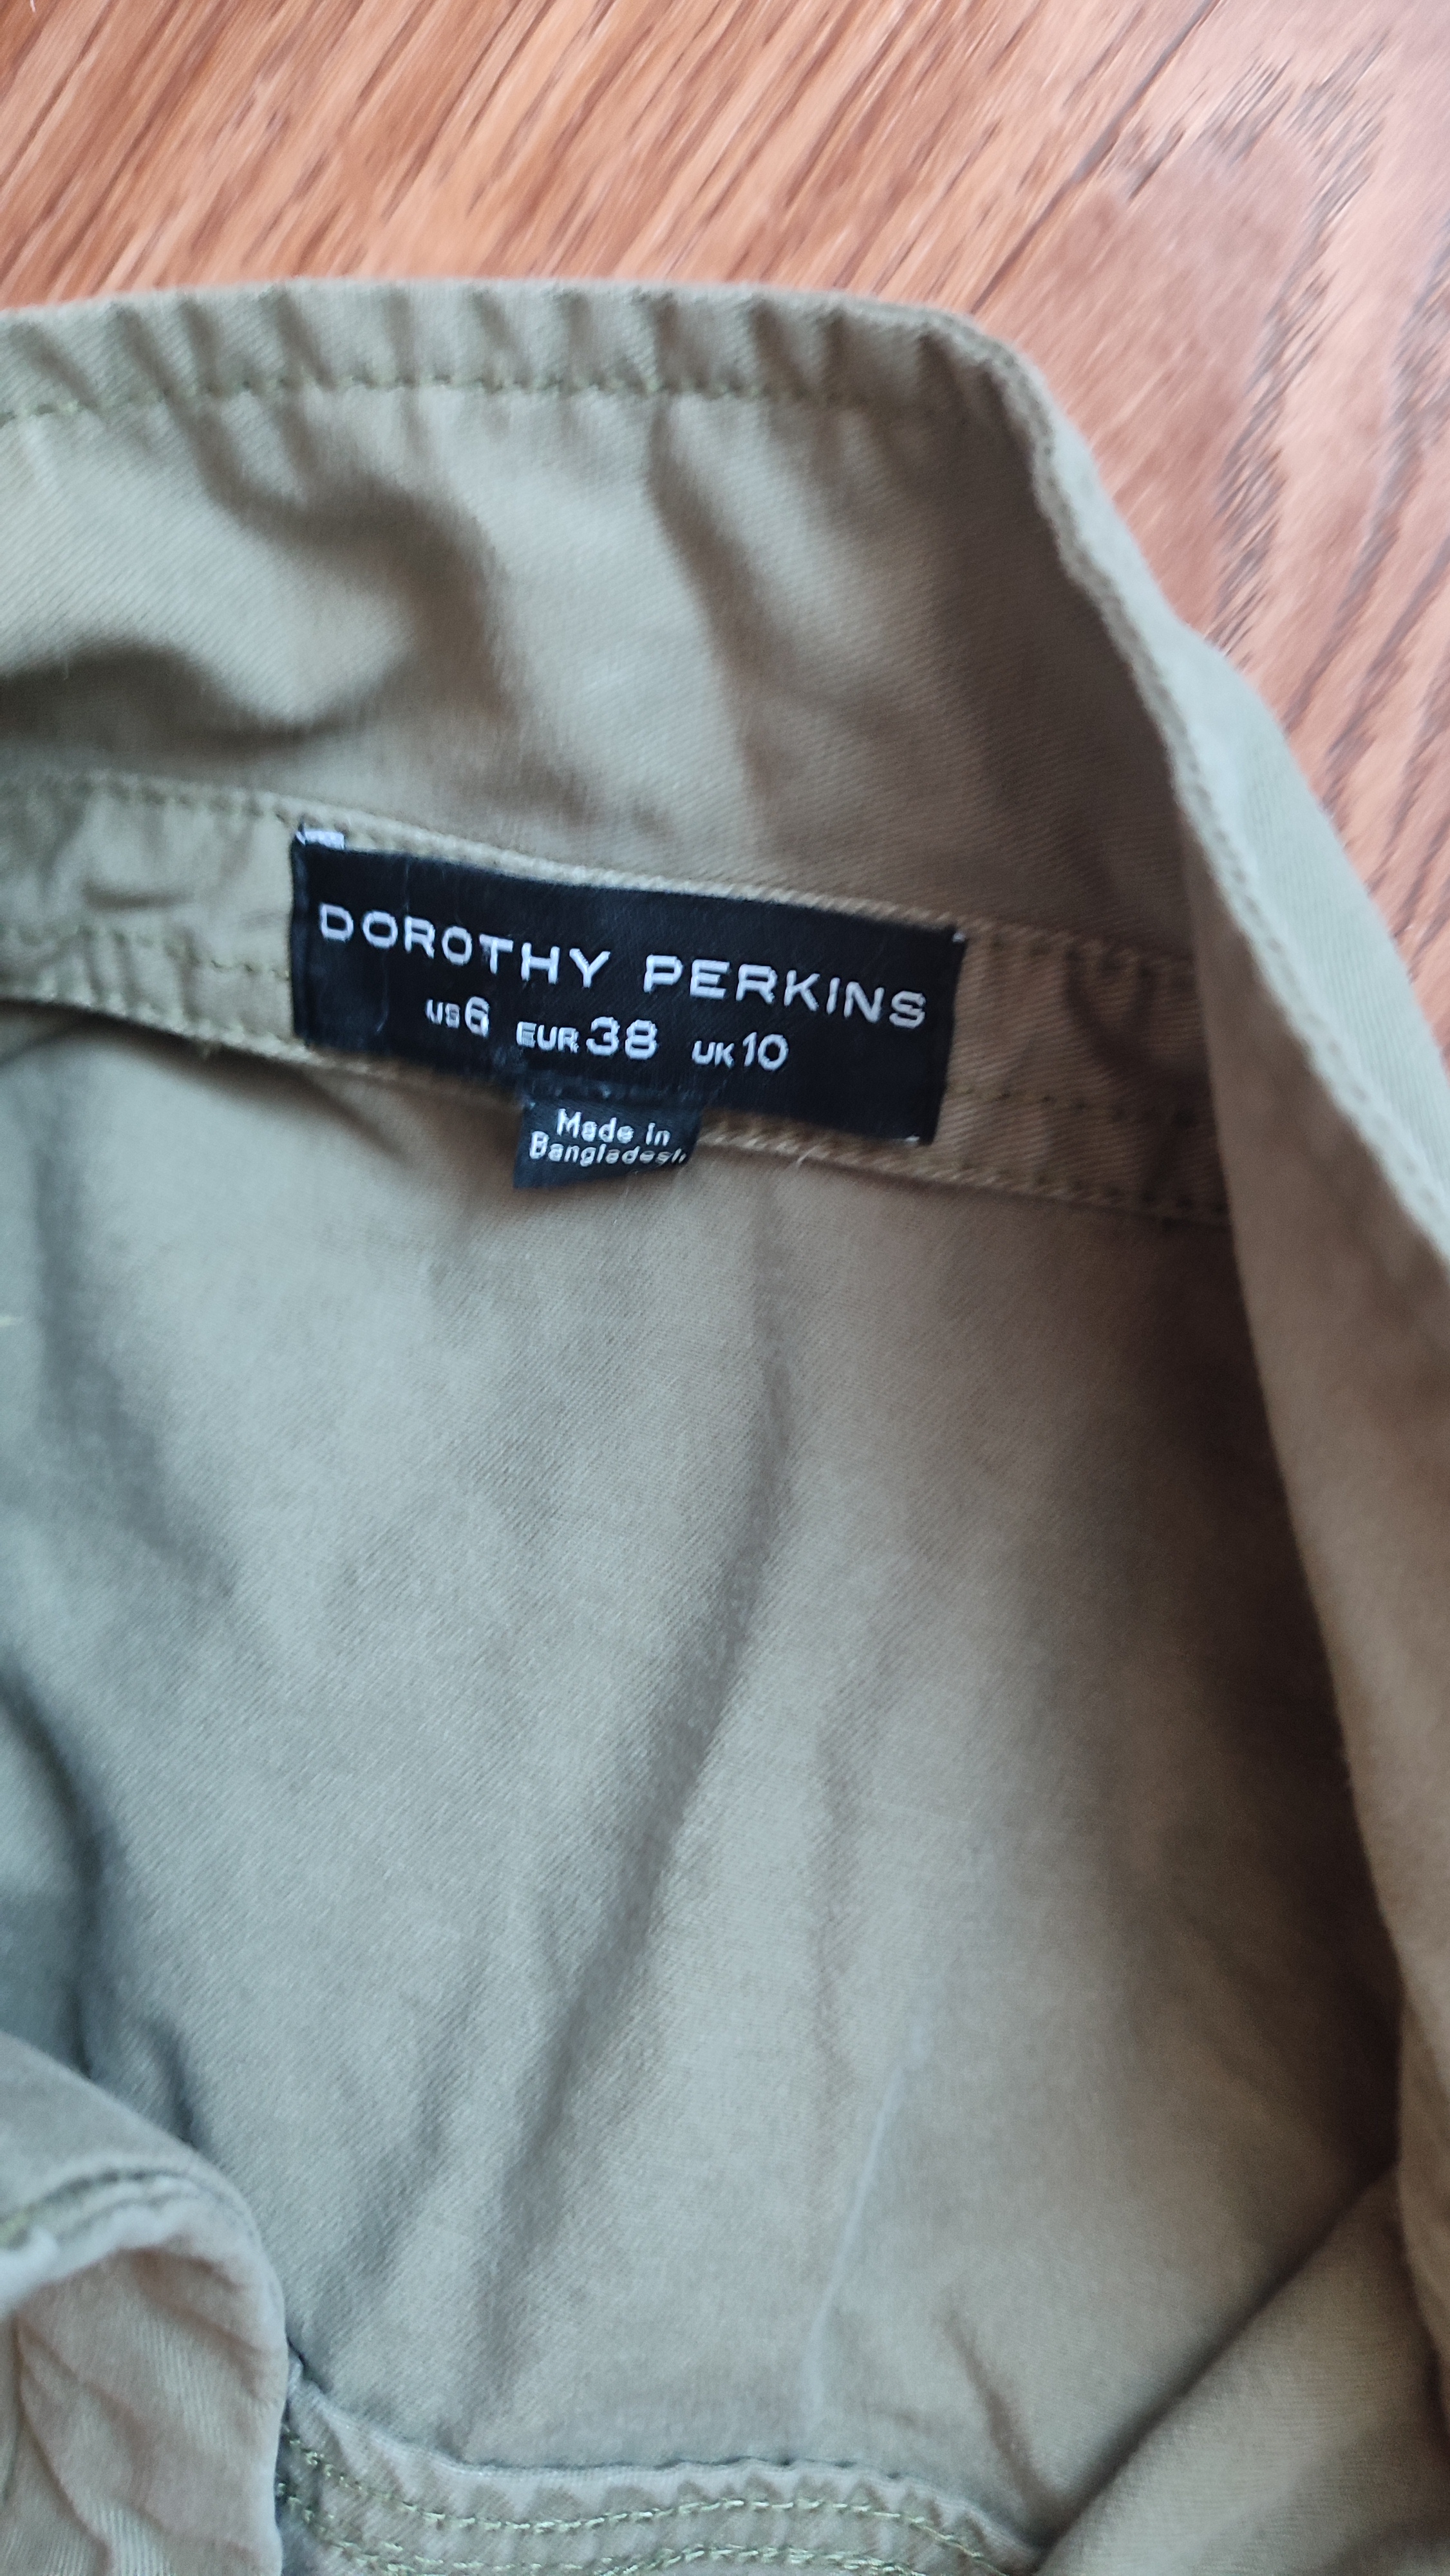 DOROTHY PERKINS
US6 EUR38 UK10
Made in
Bangladesh